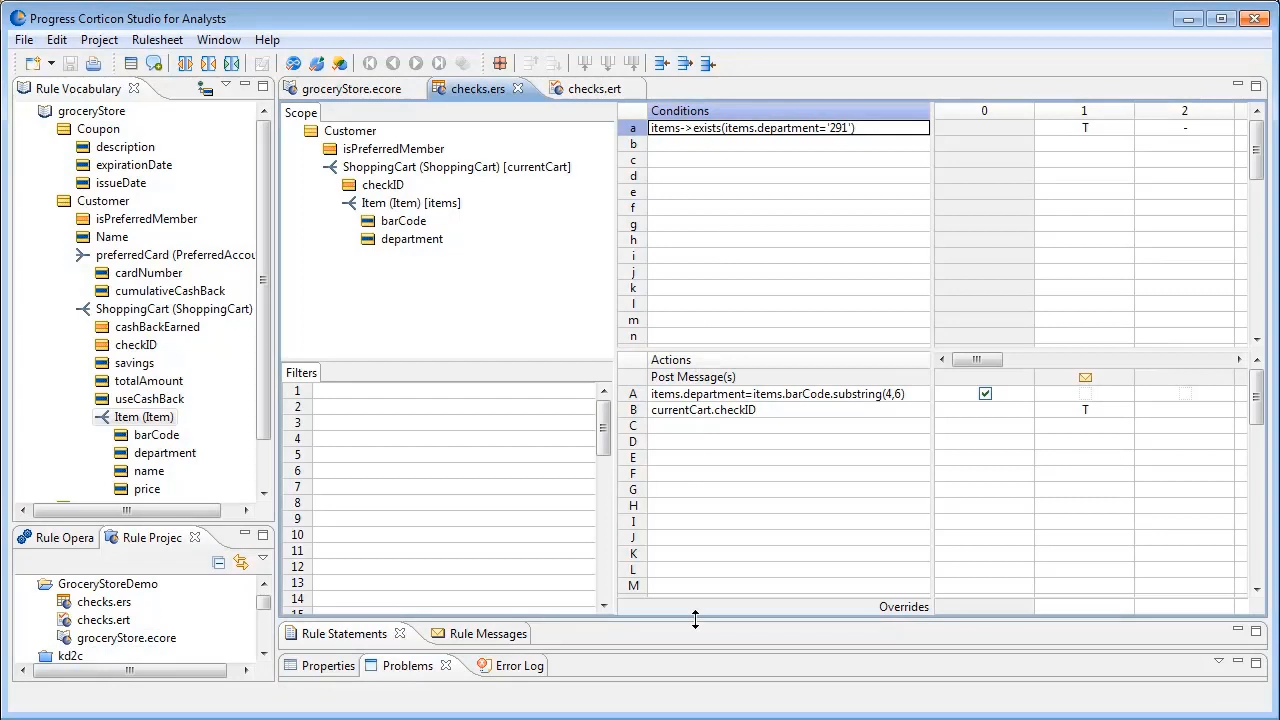 Progress Corticon Studio for Analysts
File Edit Project Rulesheet Window Help
Rule Vocabulary
groceryStore
Coupon
description
expirationDate
issueDate
Customer
isPreferredMember
Name
preferredCard (PreferredAccou
cardNumber
cumulativeCashBack
ShoppingCart (ShoppingCart)
cashBackEarned
checkID
savings
totalAmount
useCashBack
Item (Item)
barCode
department
name
price
Rule Opera Rule Projec
GroceryStoreDemo
checks.ers
checks.ert
groceryStore.ecore
kd2c
groceryStore.ecore checks.ers checks.ert
Scope
Customer
isPreferredMember
ShoppingCart (ShoppingCart) [currentCart]
checkID
Item (Item) [items]
barCode
department
Filters
1
2
3
4
5
6
7
8
9
10
11
12
13
14
15
Conditions 0 1 2
a items->exists(items.department='291') T -
b
c
d
e
f
g
h
i
j
k
l
m
n
Actions
Post Message(s)
A items.department=items.barCode.substring(4,6)
B currentCart.checkID T
C
D
E
F
G
H
I
J
K
L
M
Overrides
Rule Statements Rule Messages
Properties Problems Error Log